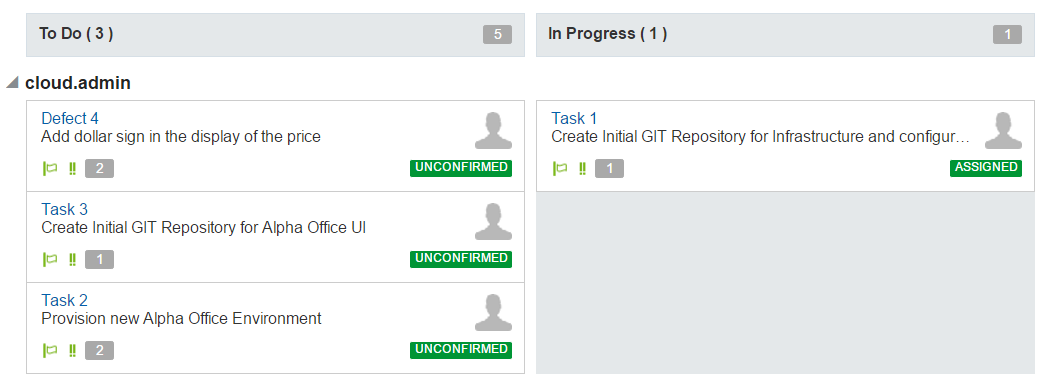 To Do ( 3 )
5
In Progress ( 1 )
1
cloud.admin
Defect 4
Add dollar sign in the display of the price
2
UNCONFIRMED
Task 3
Create Initial GIT Repository for Alpha Office UI
1
UNCONFIRMED
Task 2
Provision new Alpha Office Environment
2
UNCONFIRMED
Task 1
Create Initial GIT Repository for Infrastructure and configur...
1
ASSIGNED